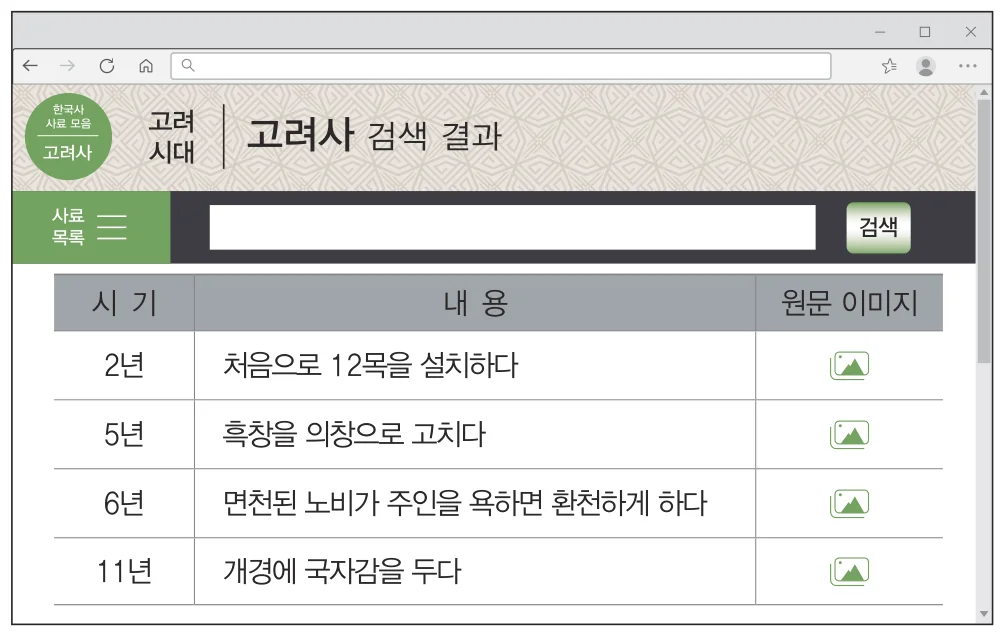 한국사
사료 모음
고려사
고려
시대
고려사 검색 결과
사료
목록
검색
시 기 내 용 원문 이미지
2년 처음으로 12목을 설치하다
5년 흑창을 의창으로 고치다
6년 면천된 노비가 주인을 욕하면 환천하게 하다
11년 개경에 국자감을 두다